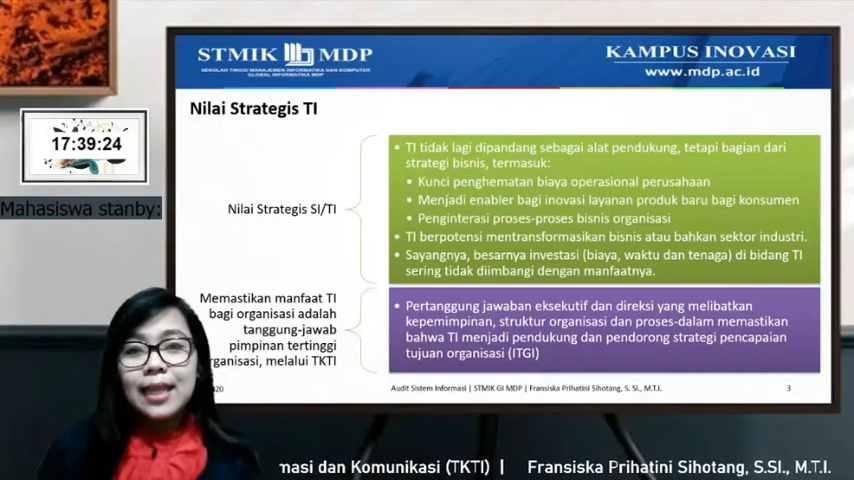 STMIK MDP
SEKOLAH TINGGI MANAJEMEN INFORMATIKA DAN KOMPUTER
GLOBAL INFORMATIKA MDP
KAMPUS INOVASI
www.mdp.ac.id
Nilai Strategis TI
17:39:24
Mahasiswa stanby:
Nilai Strategis SI/TI
• TI tidak lagi dipandang sebagai alat pendukung, tetapi bagian dari
strategi bisnis, termasuk:
• Kunci penghematan biaya operasional perusahaan
• Menjadi enabler bagi inovasi layanan produk baru bagi konsumen
• Penginterasi proses-proses bisnis organisasi
• TI berpotensi mentransformasikan bisnis atau bahkan sektor industri.
• Sayangnya, besarnya investasi (biaya, waktu dan tenaga) di bidang TI
sering tidak diimbangi dengan manfaatnya.
Memastikan manfaat TI
bagi organisasi adalah
tanggung-jawab
pimpinan tertinggi
rganisasi, melalui TKTI
• Pertanggung jawaban eksekutif dan direksi yang melibatkan
kepemimpinan, struktur organisasi dan proses-dalam memastikan
bahwa TI menjadi pendukung dan pendorong strategi pencapaian
tujuan organisasi (ITGI)
020
Audit Sistem Informasi | STMIK GI MDP | Fransiska Prihatini Sihotang, S. SI., M.T.I.
3
masi dan Komunikasi (TKTI) | Fransiska Prihatini Sihotang, S.SI., M.T.I.